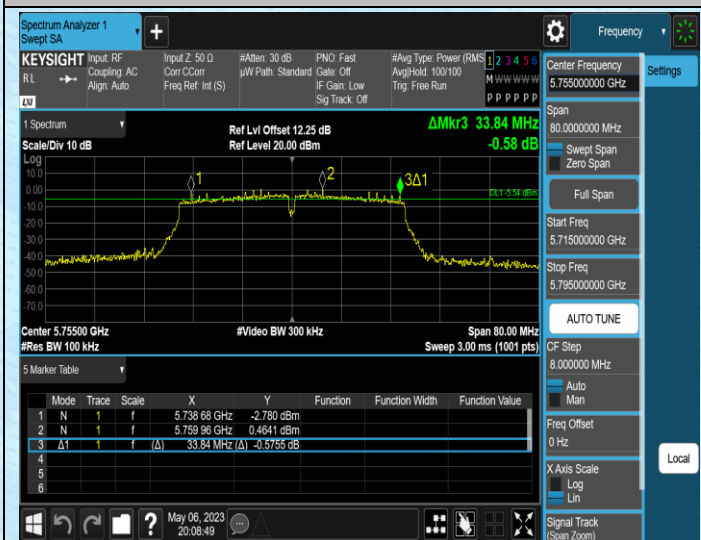 Spectrum Analyzer 1
Swept SA
+
Frequency
KEYSIGHT
RL
LXI
Input: RF
Coupling: AC
Align: Auto
Input Z: 50 Ω
Corr CCorr
Freq Ref: Int (S)
#Atten: 30 dB
µW Path: Standard
PNO: Fast
Gate: Off
IF Gain: Low
Sig Track: Off
#Avg Type: Power (RMS
Avg|Hold: 100/100
Trig: Free Run
1 2 3 4 5 6
M W W W W W
P P P P P P
1 Spectrum
Scale/Div 10 dB
Ref Lvl Offset 12.25 dB
Ref Level 20.00 dBm
ΔMkr3 33.84 MHz
-0.58 dB
Log
10.0
0.00
-10.0
-20.0
-30.0
-40.0
-50.0
-60.0
-70.0
1
2
3Δ1
DL1 -5.54 dBm
Center 5.75500 GHz
#Res BW 100 kHz
#Video BW 300 kHz
Span 80.00 MHz
Sweep 3.00 ms (1001 pts)
5 Marker Table
Mode Trace Scale X Y Function Function Width Function Value
1 N 1 f 5.738 68 GHz -2.780 dBm
2 N 1 f 5.759 96 GHz 0.4641 dBm
3 Δ1 1 f (Δ) 33.84 MHz (Δ) -0.5755 dB
4
5
6
?
May 06, 2023
20:08:49
Center Frequency
5.755000000 GHz
Span
80.0000000 MHz
Swept Span
Zero Span
Full Span
Start Freq
5.715000000 GHz
Stop Freq
5.795000000 GHz
AUTO TUNE
CF Step
8.000000 MHz
Auto
Man
Freq Offset
0 Hz
X Axis Scale
Log
Lin
Signal Track
(Span Zoom)
Settings
Local